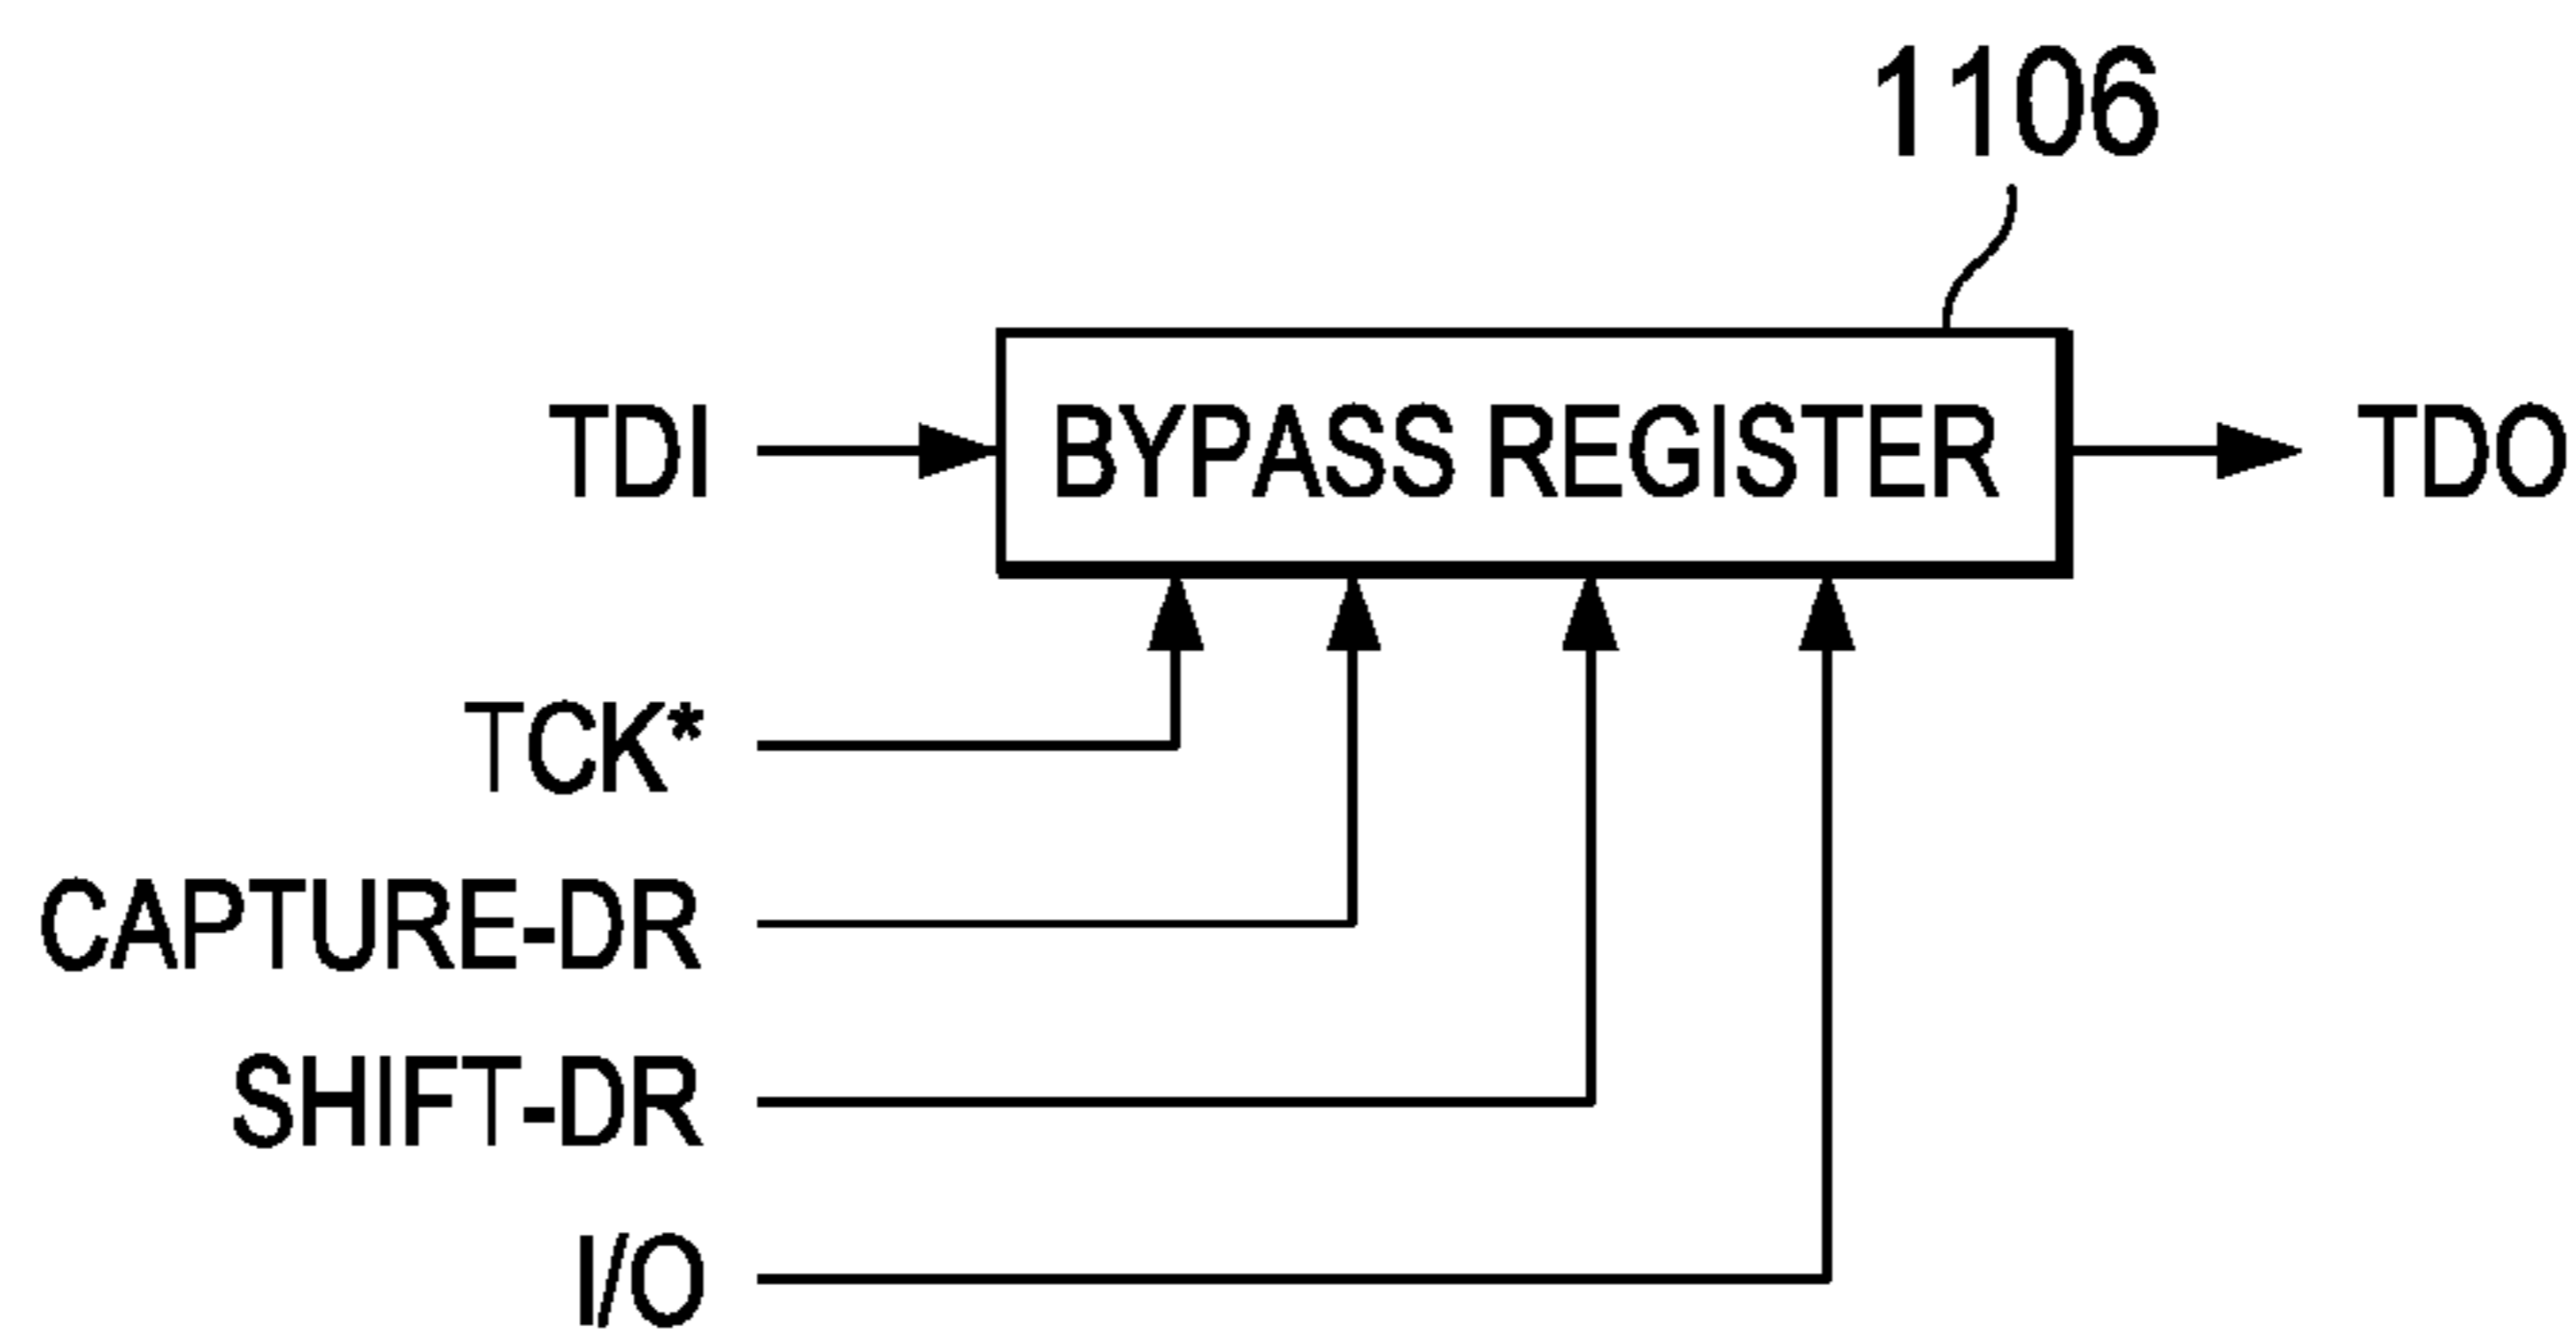 1106
TDI BYPASS REGISTER TDO
TCK*
CAPTURE-DR
SHIFT-DR
I/O